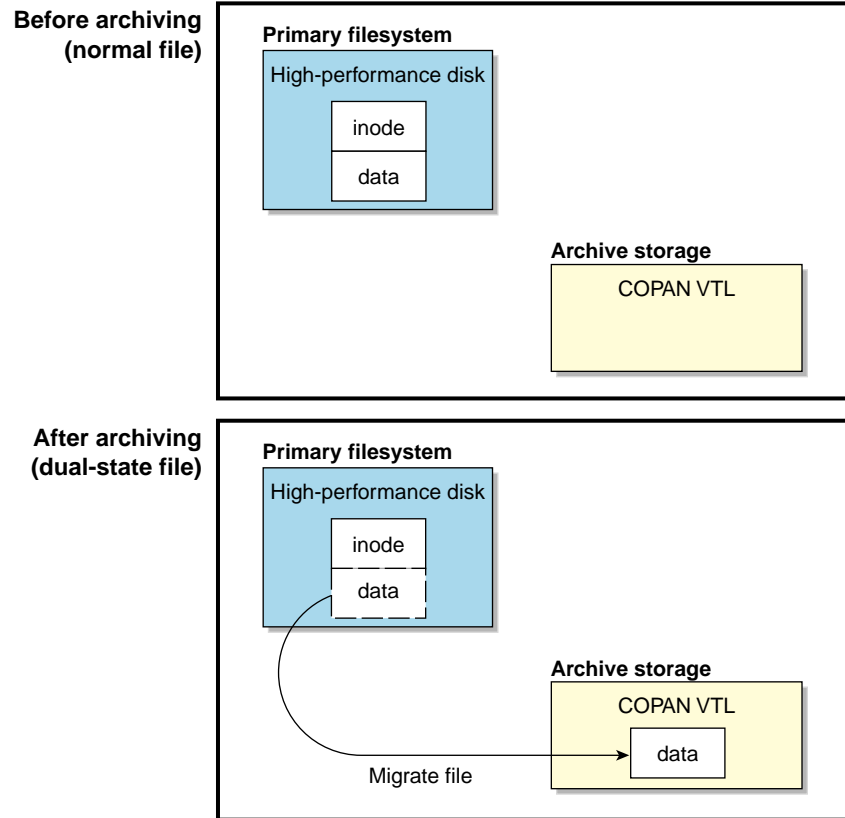 Before archiving
(normal file)
Primary filesystem
High-performance disk
inode
data
Archive storage
COPAN VTL
After archiving
(dual-state file)
Primary filesystem
High-performance disk
inode
data
Archive storage
COPAN VTL
data
Migrate file